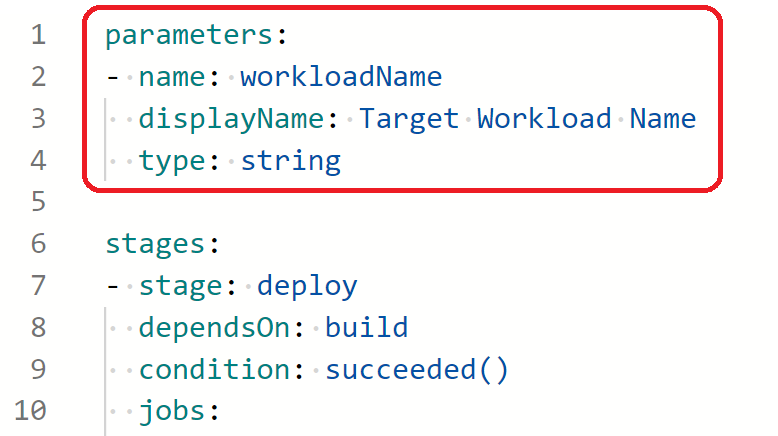 1 parameters:
2 - name: workloadName
3   displayName: Target Workload Name
4   type: string
5
6 stages:
7 - stage: deploy
8   dependsOn: build
9   condition: succeeded()
10   jobs: